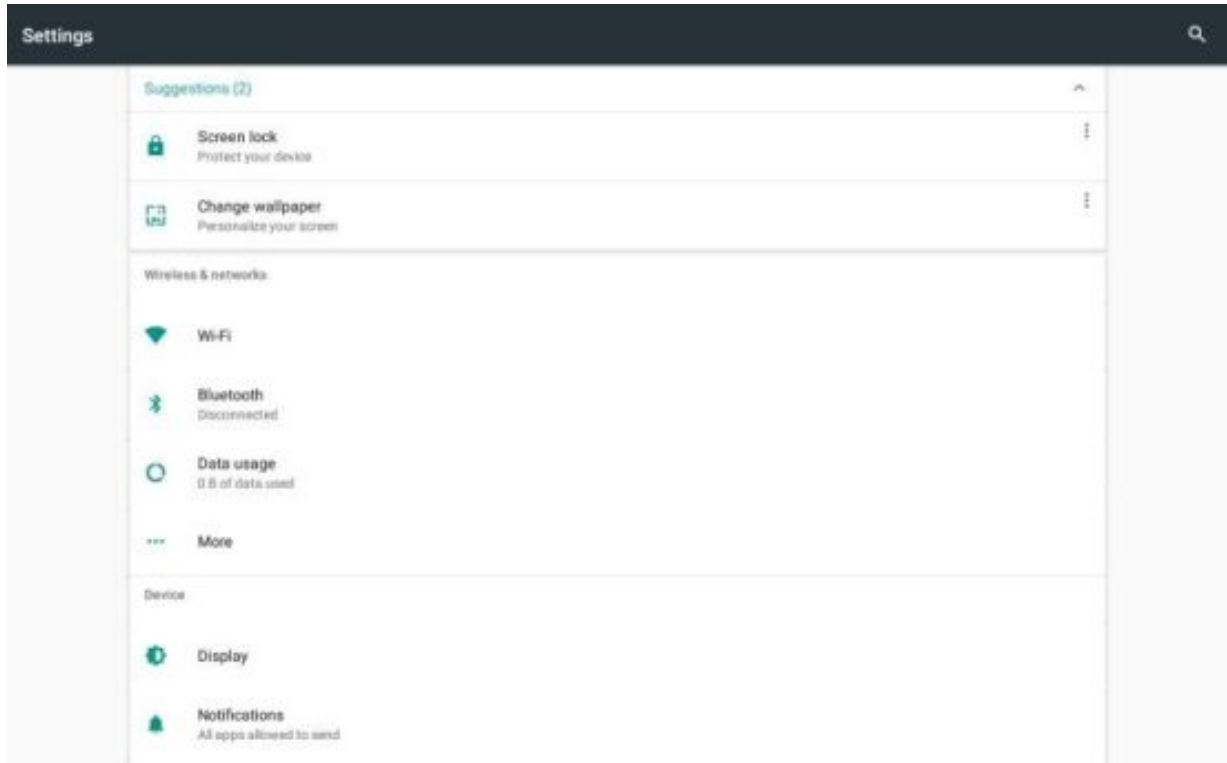 Settings
Suggestions (2)
Screen lock
Protect your device
Change wallpaper
Personalize your screen
Wireless & networks
Wi-Fi
Bluetooth
Disconnected
Data usage
0 B of data used
More
Device
Display
Notifications
All apps allowed to send